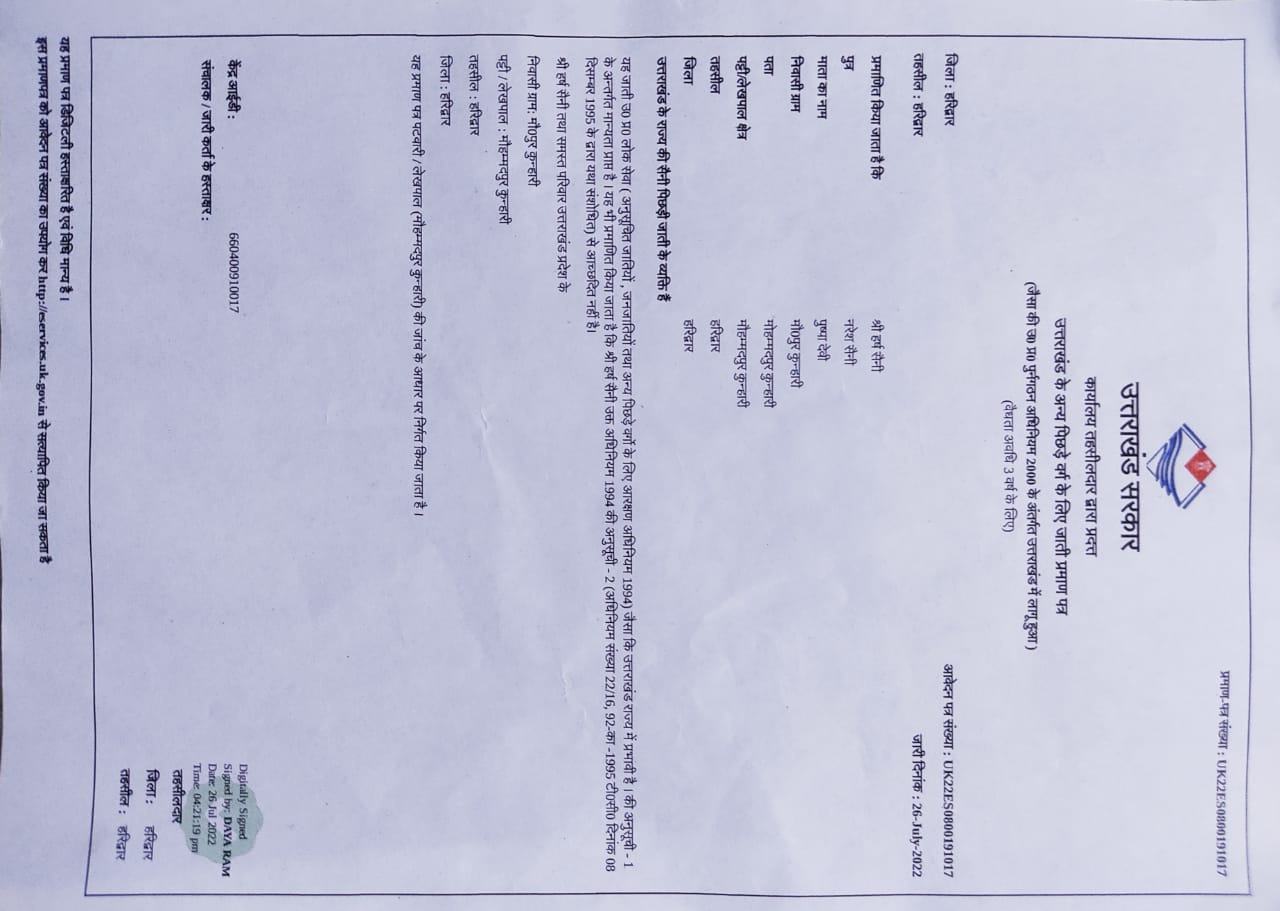 प्रमाण-पत्र संख्या : UK22ES0800191017
उत्तराखंड सरकार
कार्यालय तहसीलदार द्वारा प्रदत्त
उत्तराखंड के अन्य पिछड़े वर्ग के लिए जाती प्रमाण पत्र
(जैसा की उ0 प्र0 पुर्नगठन अधिनियम 2000 के अंतर्गत उत्तराखंड में लागू हुआ )
(वैधता अवधि 3 वर्ष के लिए)
जिला : हरिद्वार
आवेदन पत्र संख्या : UK22ES0800191017
तहसील : हरिद्वार
जारी दिनांक : 26-July-2022
प्रमाणित किया जाता है कि श्री हर्ष सैनी
पुत्र नरेश सैनी
माता का नाम पुष्पा देवी
निवासी ग्राम मौ0पुर कुन्हारी
पता मोहम्मदपुर कुन्हारी
पट्टी/लेखपाल क्षेत्र मौहम्मदपुर कुन्हारी
तहसील हरिद्वार
जिला हरिद्वार
उत्तराखंड के राज्य की सैनी पिछड़ी जाती के व्यक्ति हैं
यह जाती उ0 प्र0 लोक सेवा ( अनुसूचित जातियों , जनजातियों तथा अन्य पिछड़े वर्गो के लिए आरक्षण अधिनियम 1994) जैसा कि उत्तराखंड राज्य में प्रभावी है । की अनुसूची - 1
के अन्तर्गत मान्यता प्राप्त है । यह भी प्रमाणित किया जाता है कि श्री हर्ष सैनी उक्त अधिनियम 1994 की अनुसूची - 2 (अधिनियम संख्या 22/16, 92-का -1995 टी0सी0 दिनांक 08
दिसम्बर 1995 के द्वारा यथा संशोधित) से आच्छदित नहीं है।
श्री हर्ष सैनी तथा समस्त परिवार उत्तराखंड प्रदेश के
निवासी ग्राम: मौ0पुर कुन्हारी
पट्टी / लेखपाल : मौहम्मदपुर कुन्हारी
तहसील : हरिद्वार
जिला : हरिद्वार
यह प्रमाण पत्र पटवारी / लेखपाल (मौहम्मदपुर कुन्हारी) की जांच के आधार पर निर्गत किया जाता है ।
केंद्र आईडी : 660400910017
संचालक / जारी कर्ता के हस्ताक्षर :
Digitally Signed
Signed by: DAYA RAM
Date: 26 Jul 2022
Time: 04:21:19 pm
तहसीलदार
जिला : हरिद्वार
तहसील : हरिद्वार
यह प्रमाण पत्र डिजिटली हस्ताक्षरित है एवं विधि मान्य है ।
इस प्रमाणपत्र को आवेदन पत्र संख्या का उपयोग कर http://eservices.uk.gov.in से सत्यापित किया जा सकता है